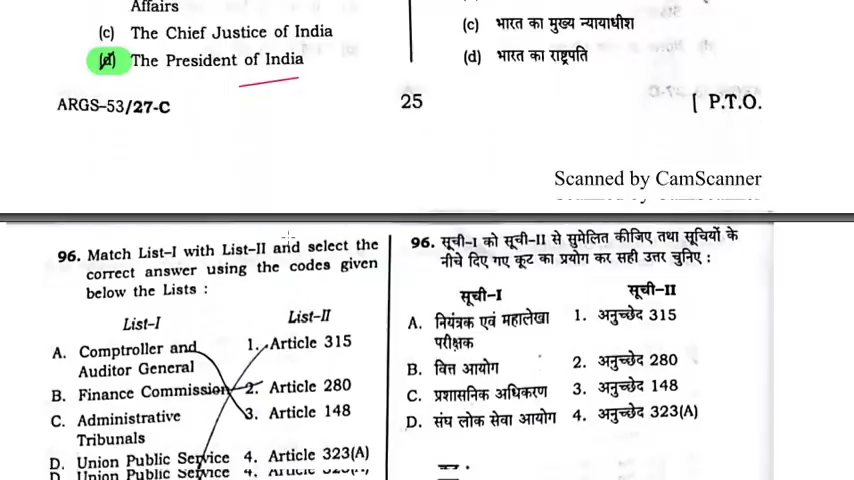 Affairs
(c) The Chief Justice of India
(d) The President of India
(c) भारत का मुख्य न्यायाधीश
(d) भारत का राष्ट्रपति
ARGS–53/27-C
25
[ P.T.O.
Scanned by CamScanner
96. Match List–I with List–II and select the
correct answer using the codes given
below the Lists :
List–I
List–II
A. Comptroller and
Auditor General
1. Article 315
B. Finance Commission
2. Article 280
C. Administrative
Tribunals
3. Article 148
D. Union Public Service
4. Article 323(A)
96. सूची–I को सूची–II से सुमेलित कीजिए तथा सूचियों के
नीचे दिए गए कूट का प्रयोग कर सही उत्तर चुनिए :
सूची–I
सूची–II
A. नियंत्रक एवं महालेखा
परीक्षक
1. अनुच्छेद 315
B. वित्त आयोग
2. अनुच्छेद 280
C. प्रशासनिक अधिकरण
3. अनुच्छेद 148
D. संघ लोक सेवा आयोग
4. अनुच्छेद 323(A)